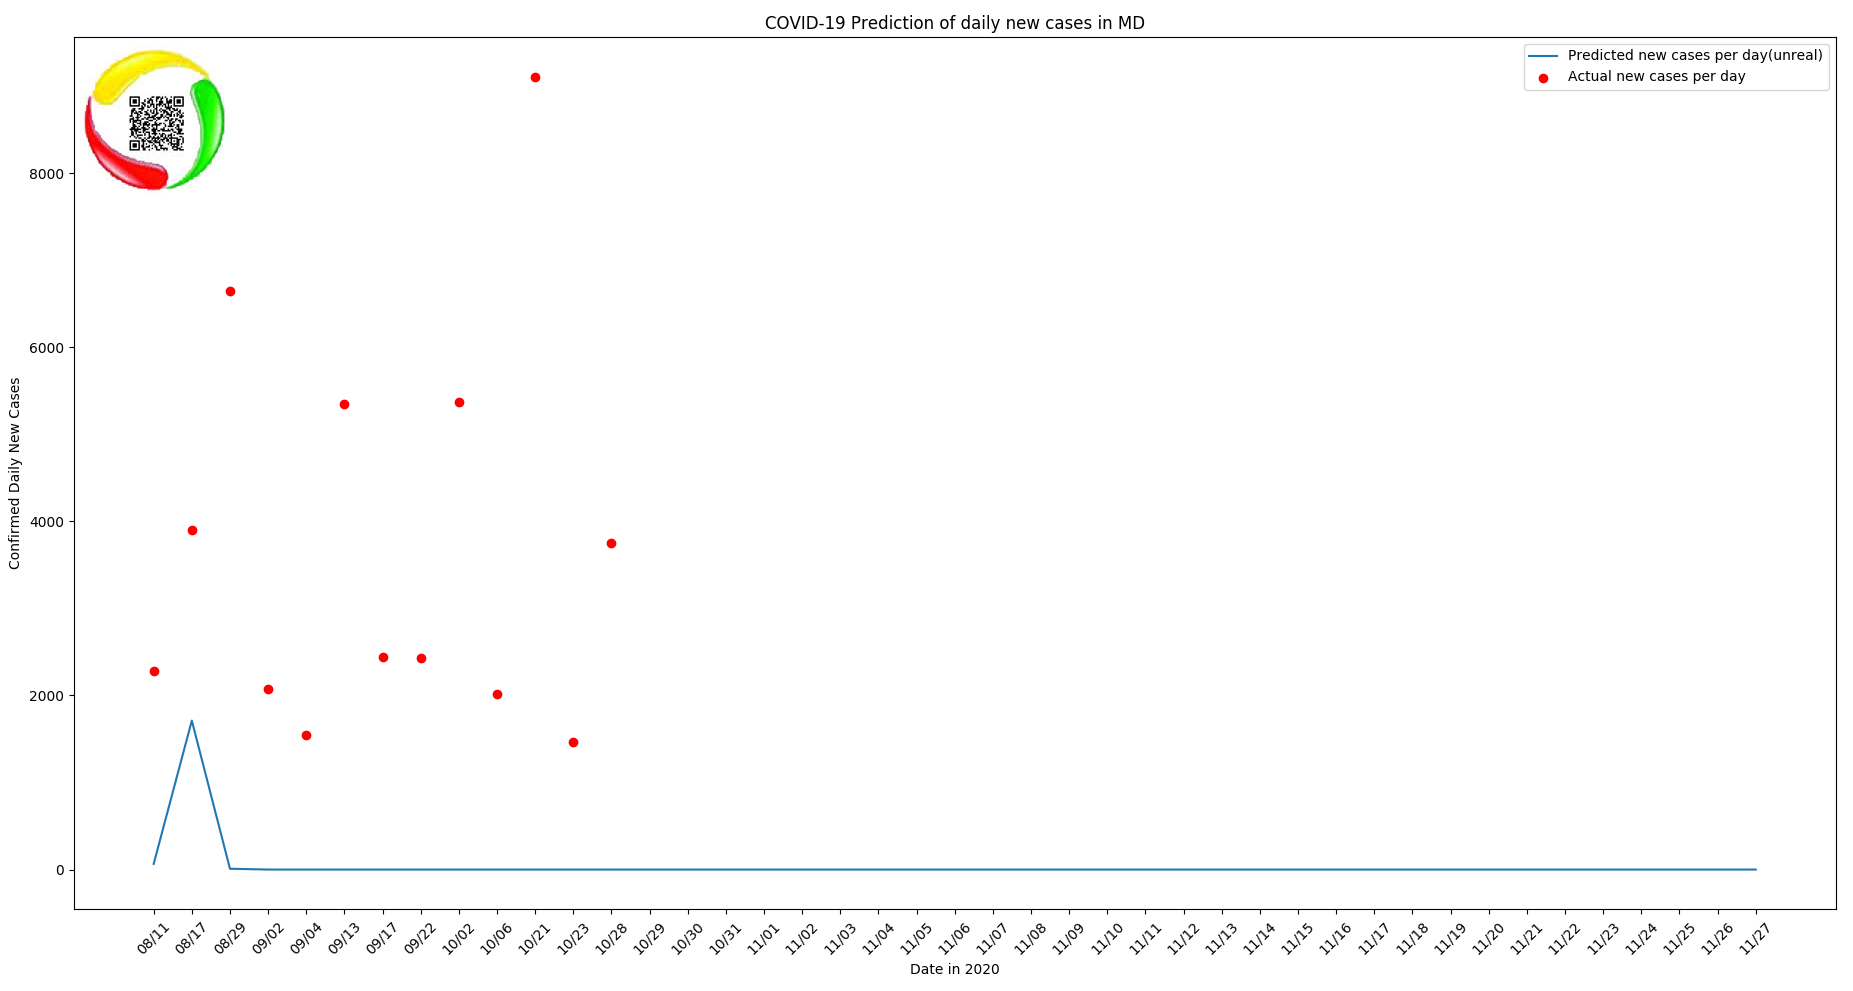 COVID-19 Prediction of daily new cases in MD
Predicted new cases per day(unreal)
Actual new cases per day
Confirmed Daily New Cases
8000
6000
4000
2000
0
08/11 08/17 08/29 09/02 09/04 09/13 09/17 09/22 10/02 10/06 10/21 10/23 10/28 10/29 10/30 10/31 11/01 11/02 11/03 11/04 11/05 11/06 11/07 11/08 11/09 11/10 11/11 11/12 11/13 11/14 11/15 11/16 11/17 11/18 11/19 11/20 11/21 11/22 11/23 11/24 11/25 11/26 11/27
Date in 2020